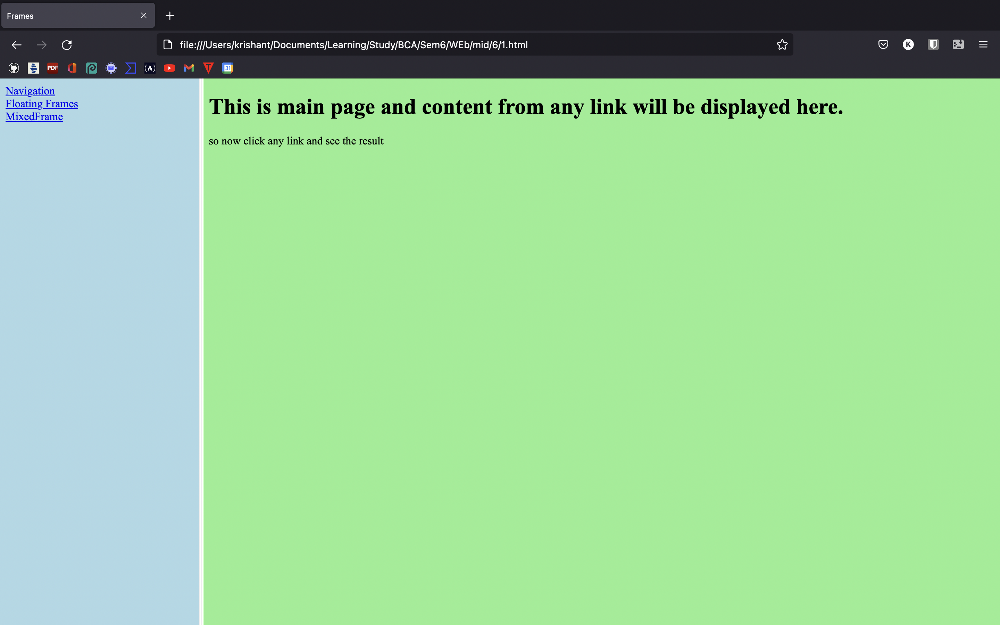 Frames
file:///Users/krishant/Documents/Learning/Study/BCA/Sem6/WEb/mid/6/1.html
K
PDF
31
Navigation
Floating Frames
MixedFrame
This is main page and content from any link will be displayed here.
so now click any link and see the result